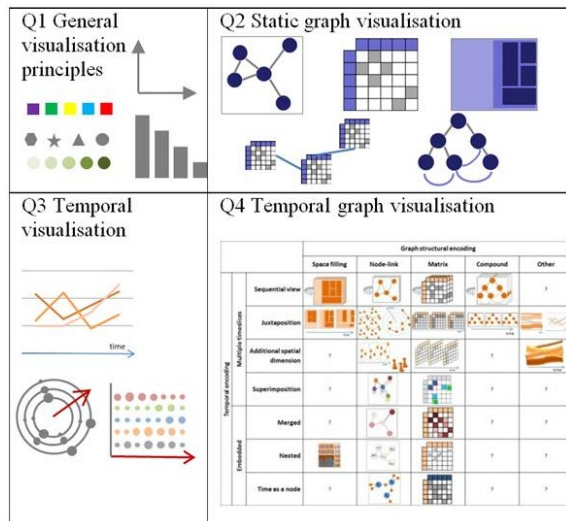 Q1 General
visualisation
principles
Q2 Static graph visualisation
Q3 Temporal
visualisation
time
Q4 Temporal graph visualisation
Graph structural encoding
Space filling Node-link Matrix Compound Other
Temporal encoding
Multiple timeslices
Sequential view ?
Juxtaposition
Additional spatial
dimension ? ?
Superimposition ? ? ?
Embedded
Merged ? ? ?
Nested ? ?
Time as a node ? ? ?